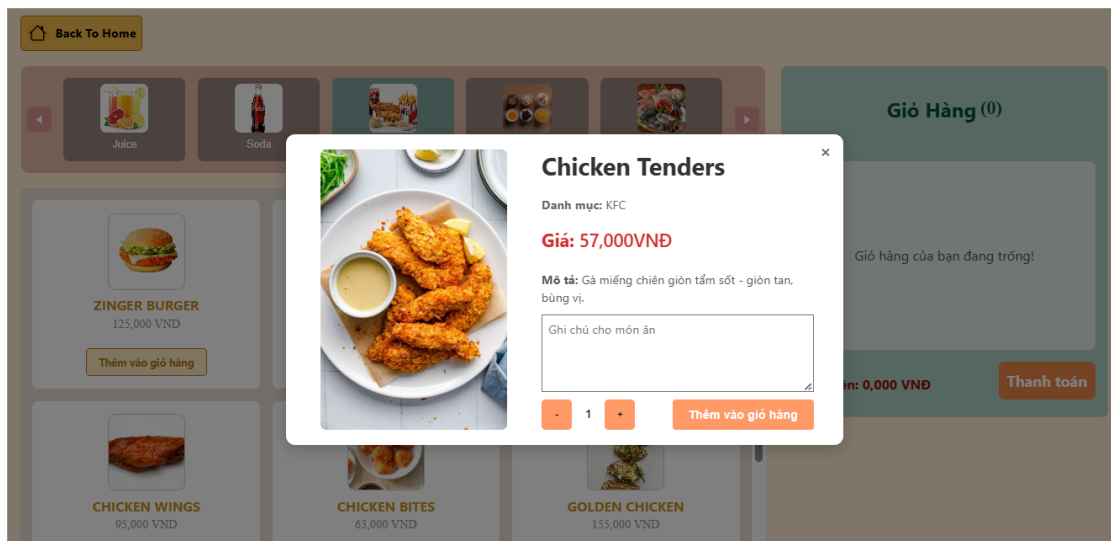 Back To Home
Juice
Soda
Giỏ Hàng (0)
ZINGER BURGER
125,000 VND
Thêm vào giỏ hàng
Chicken Tenders
×
Danh mục: KFC
Giá: 57,000VNĐ
Mô tả: Gà miếng chiên giòn tẩm sốt - giòn tan,
bùng vị.
Ghi chú cho món ăn
- 1 +
Thêm vào giỏ hàng
Giỏ hàng của bạn đang trống!
0,000 VNĐ
Thanh toán
CHICKEN WINGS
95,000 VND
CHICKEN BITES
63,000 VND
GOLDEN CHICKEN
155,000 VND